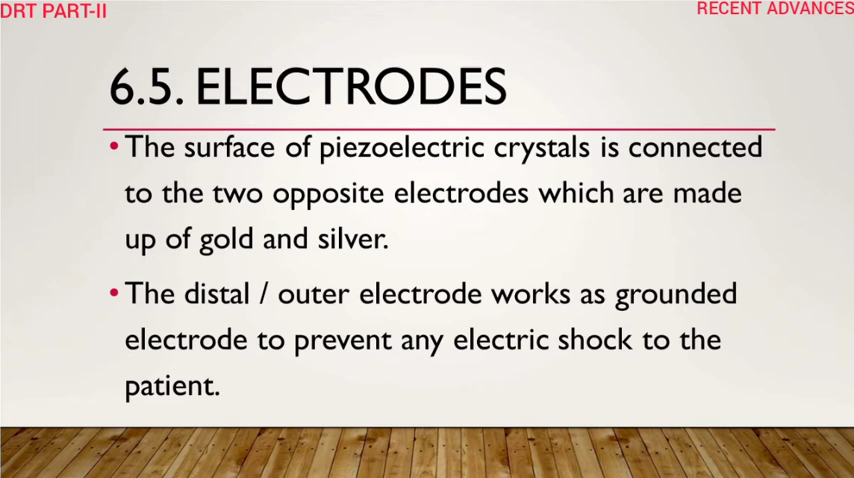 DRT PART-II
RECENT ADVANCES
6.5. ELECTRODES
• The surface of piezoelectric crystals is connected
to the two opposite electrodes which are made
up of gold and silver.
• The distal / outer electrode works as grounded
electrode to prevent any electric shock to the
patient.